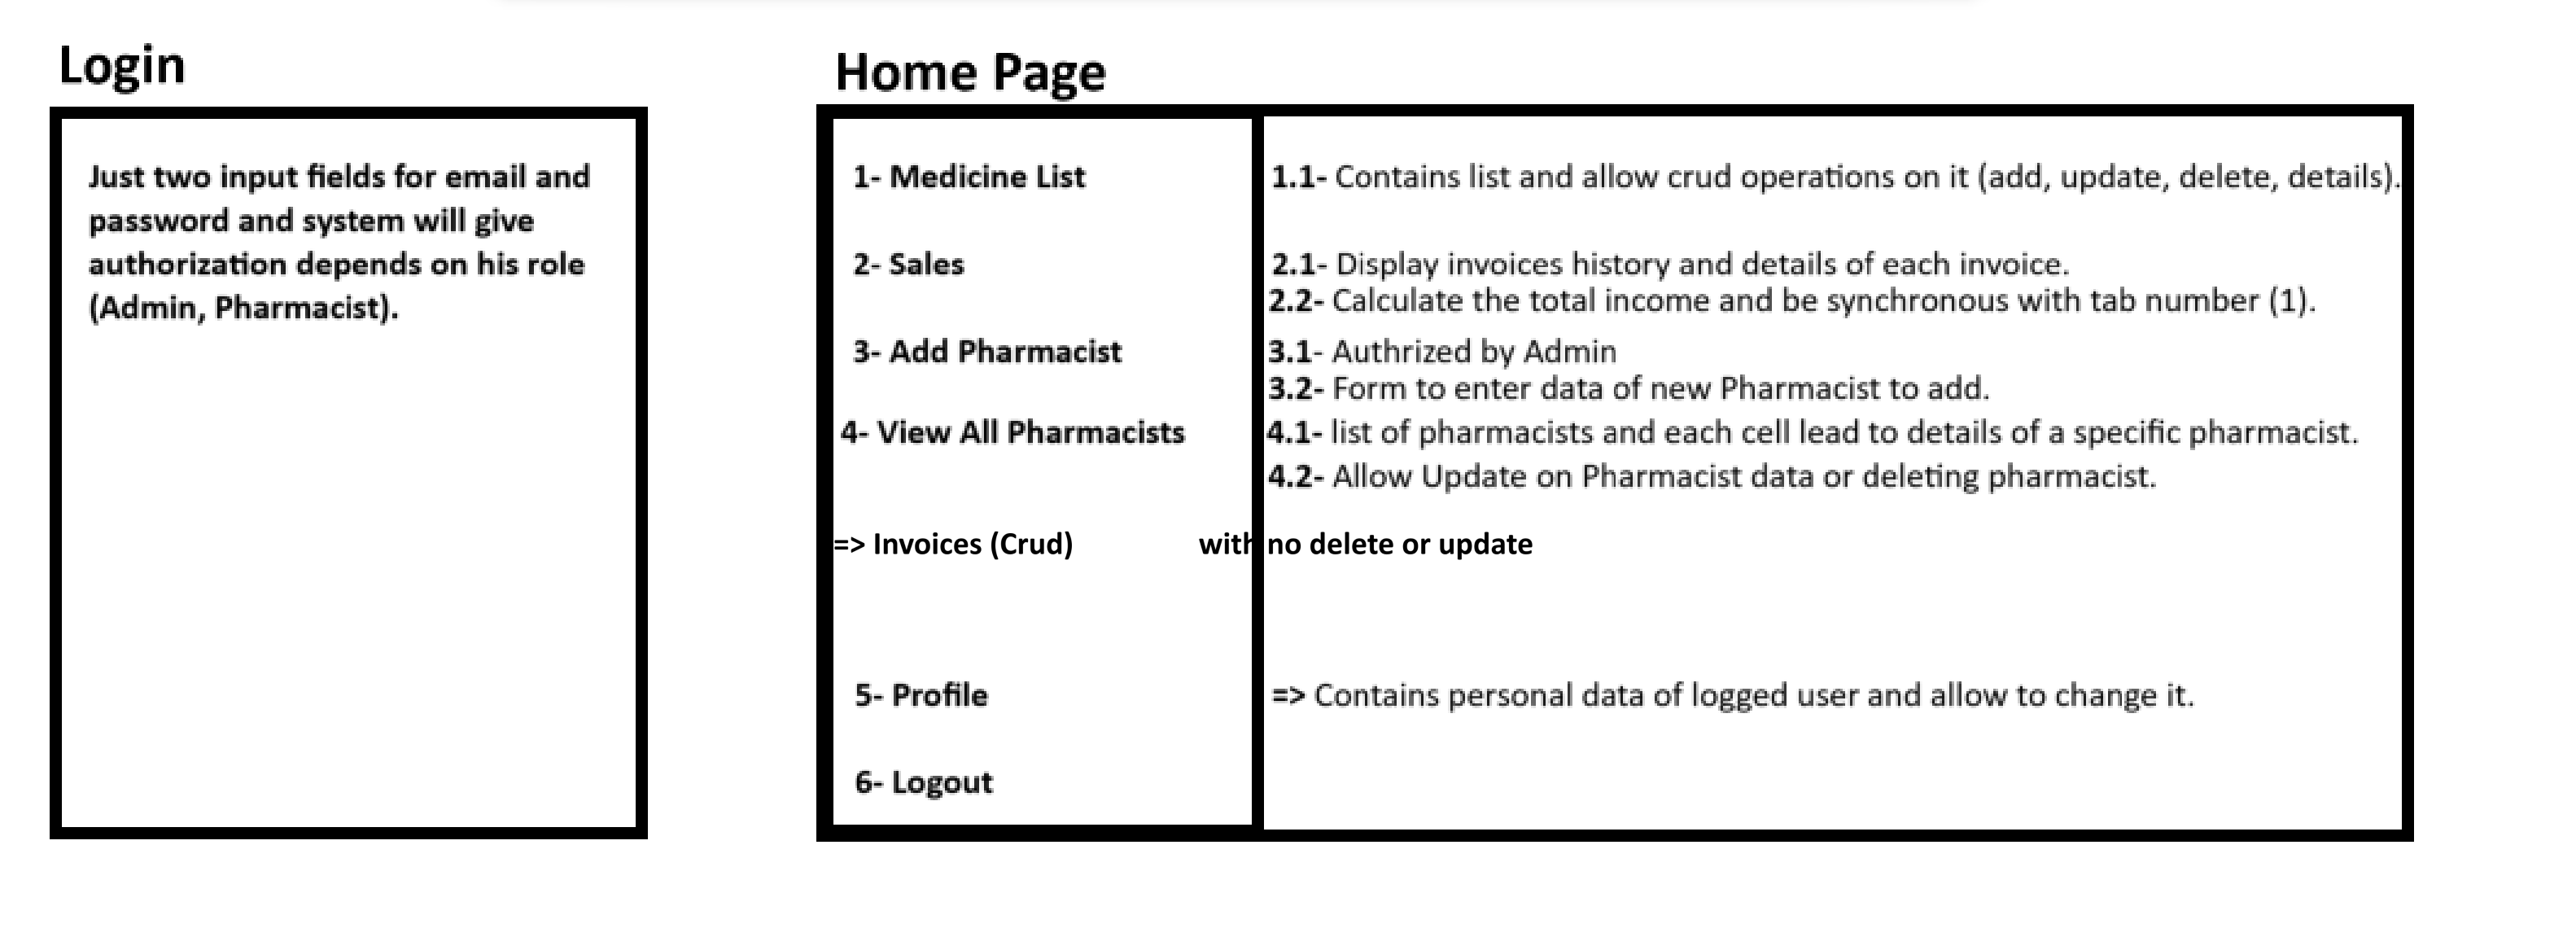 Login
Just two input fields for email and
password and system will give
authorization depends on his role
(Admin, Pharmacist).
Home Page
1- Medicine List
1.1- Contains list and allow crud operations on it (add, update, delete, details).
2- Sales
2.1- Display invoices history and details of each invoice.
2.2- Calculate the total income and be synchronous with tab number (1).
3- Add Pharmacist
3.1- Authrized by Admin
3.2- Form to enter data of new Pharmacist to add.
4- View All Pharmacists
4.1- list of pharmacists and each cell lead to details of a specific pharmacist.
4.2- Allow Update on Pharmacist data or deleting pharmacist.
=> Invoices (Crud) with no delete or update
5- Profile
=> Contains personal data of logged user and allow to change it.
6- Logout